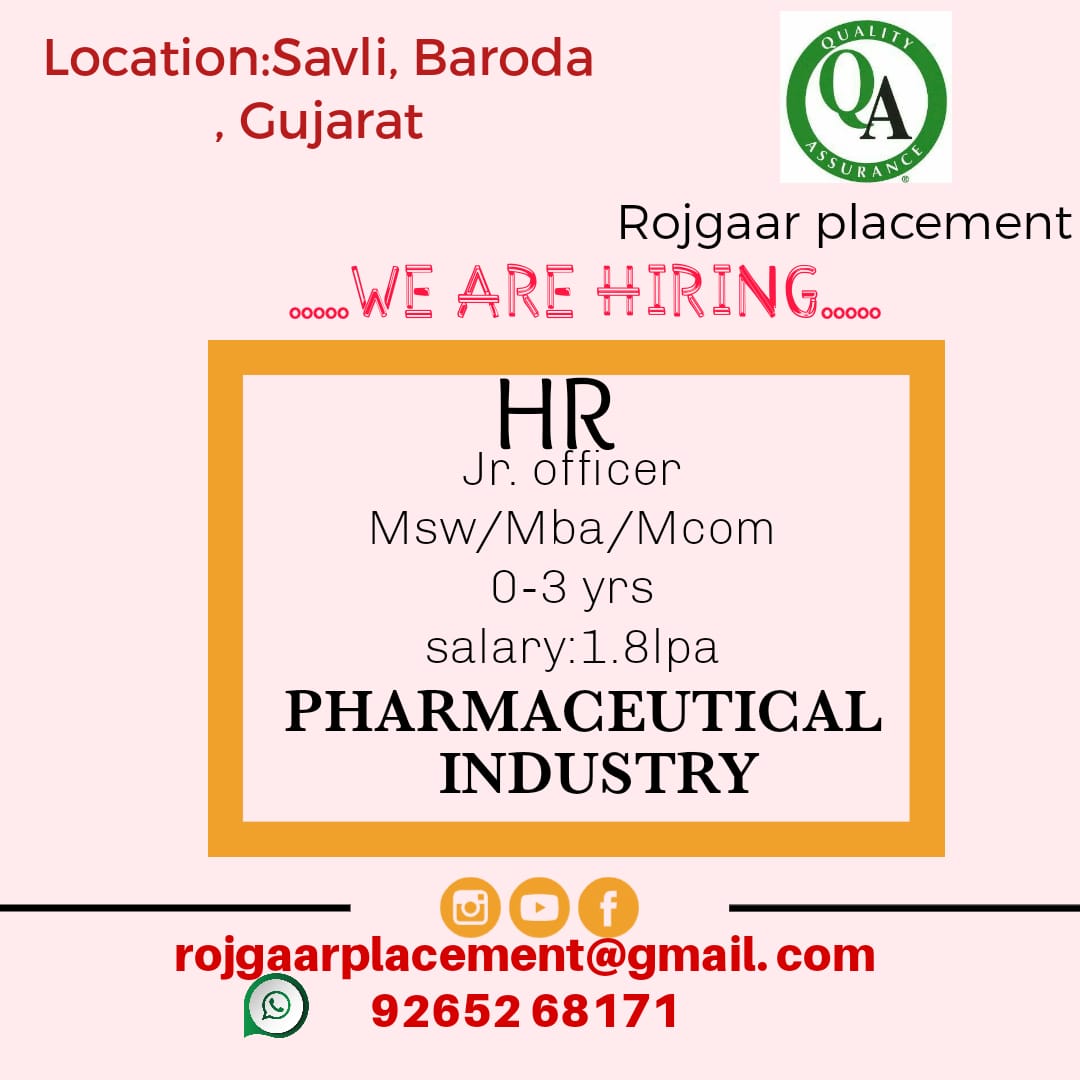 Location:Savli, Baroda
, Gujarat
QUALITY
QA
ASSURANCE
®
Rojgaar placement
.....WE ARE HIRING.....
HR
Jr. officer
Msw/Mba/Mcom
0-3 yrs
salary:1.8lpa
PHARMACEUTICAL
INDUSTRY
rojgaarplacement@gmail. com
92652 68171